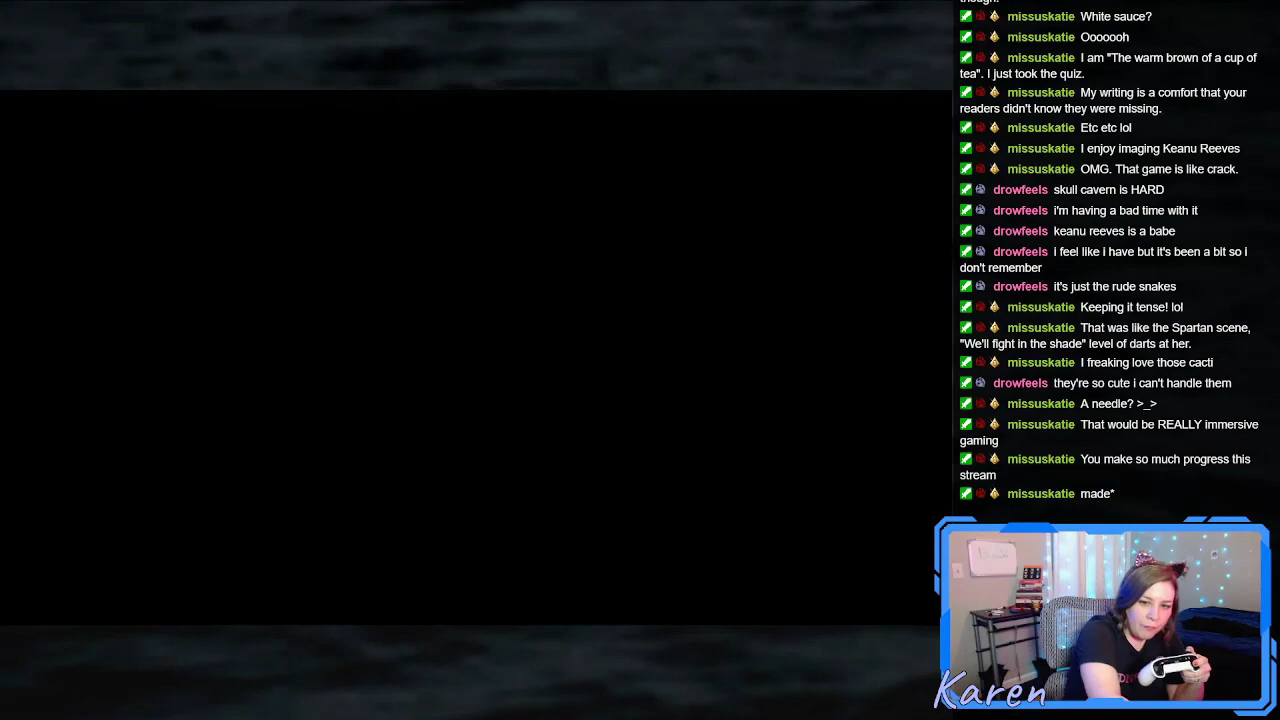 missuskatie White sauce?
missuskatie Ooooooh
missuskatie I am "The warm brown of a cup of
tea". I just took the quiz.
missuskatie My writing is a comfort that your
readers didn't know they were missing.
missuskatie Etc etc lol
missuskatie I enjoy imaging Keanu Reeves
missuskatie OMG. That game is like crack.
drowfeels skull cavern is HARD
drowfeels i'm having a bad time with it
drowfeels keanu reeves is a babe
drowfeels i feel like i have but it's been a bit so i
don't remember
drowfeels it's just the rude snakes
missuskatie Keeping it tense! lol
missuskatie That was like the Spartan scene,
"We'll fight in the shade" level of darts at her.
missuskatie I freaking love those cacti
drowfeels they're so cute i can't handle them
missuskatie A needle? >_>
missuskatie That would be REALLY immersive
gaming
missuskatie You make so much progress this
stream
missuskatie made*
Karen